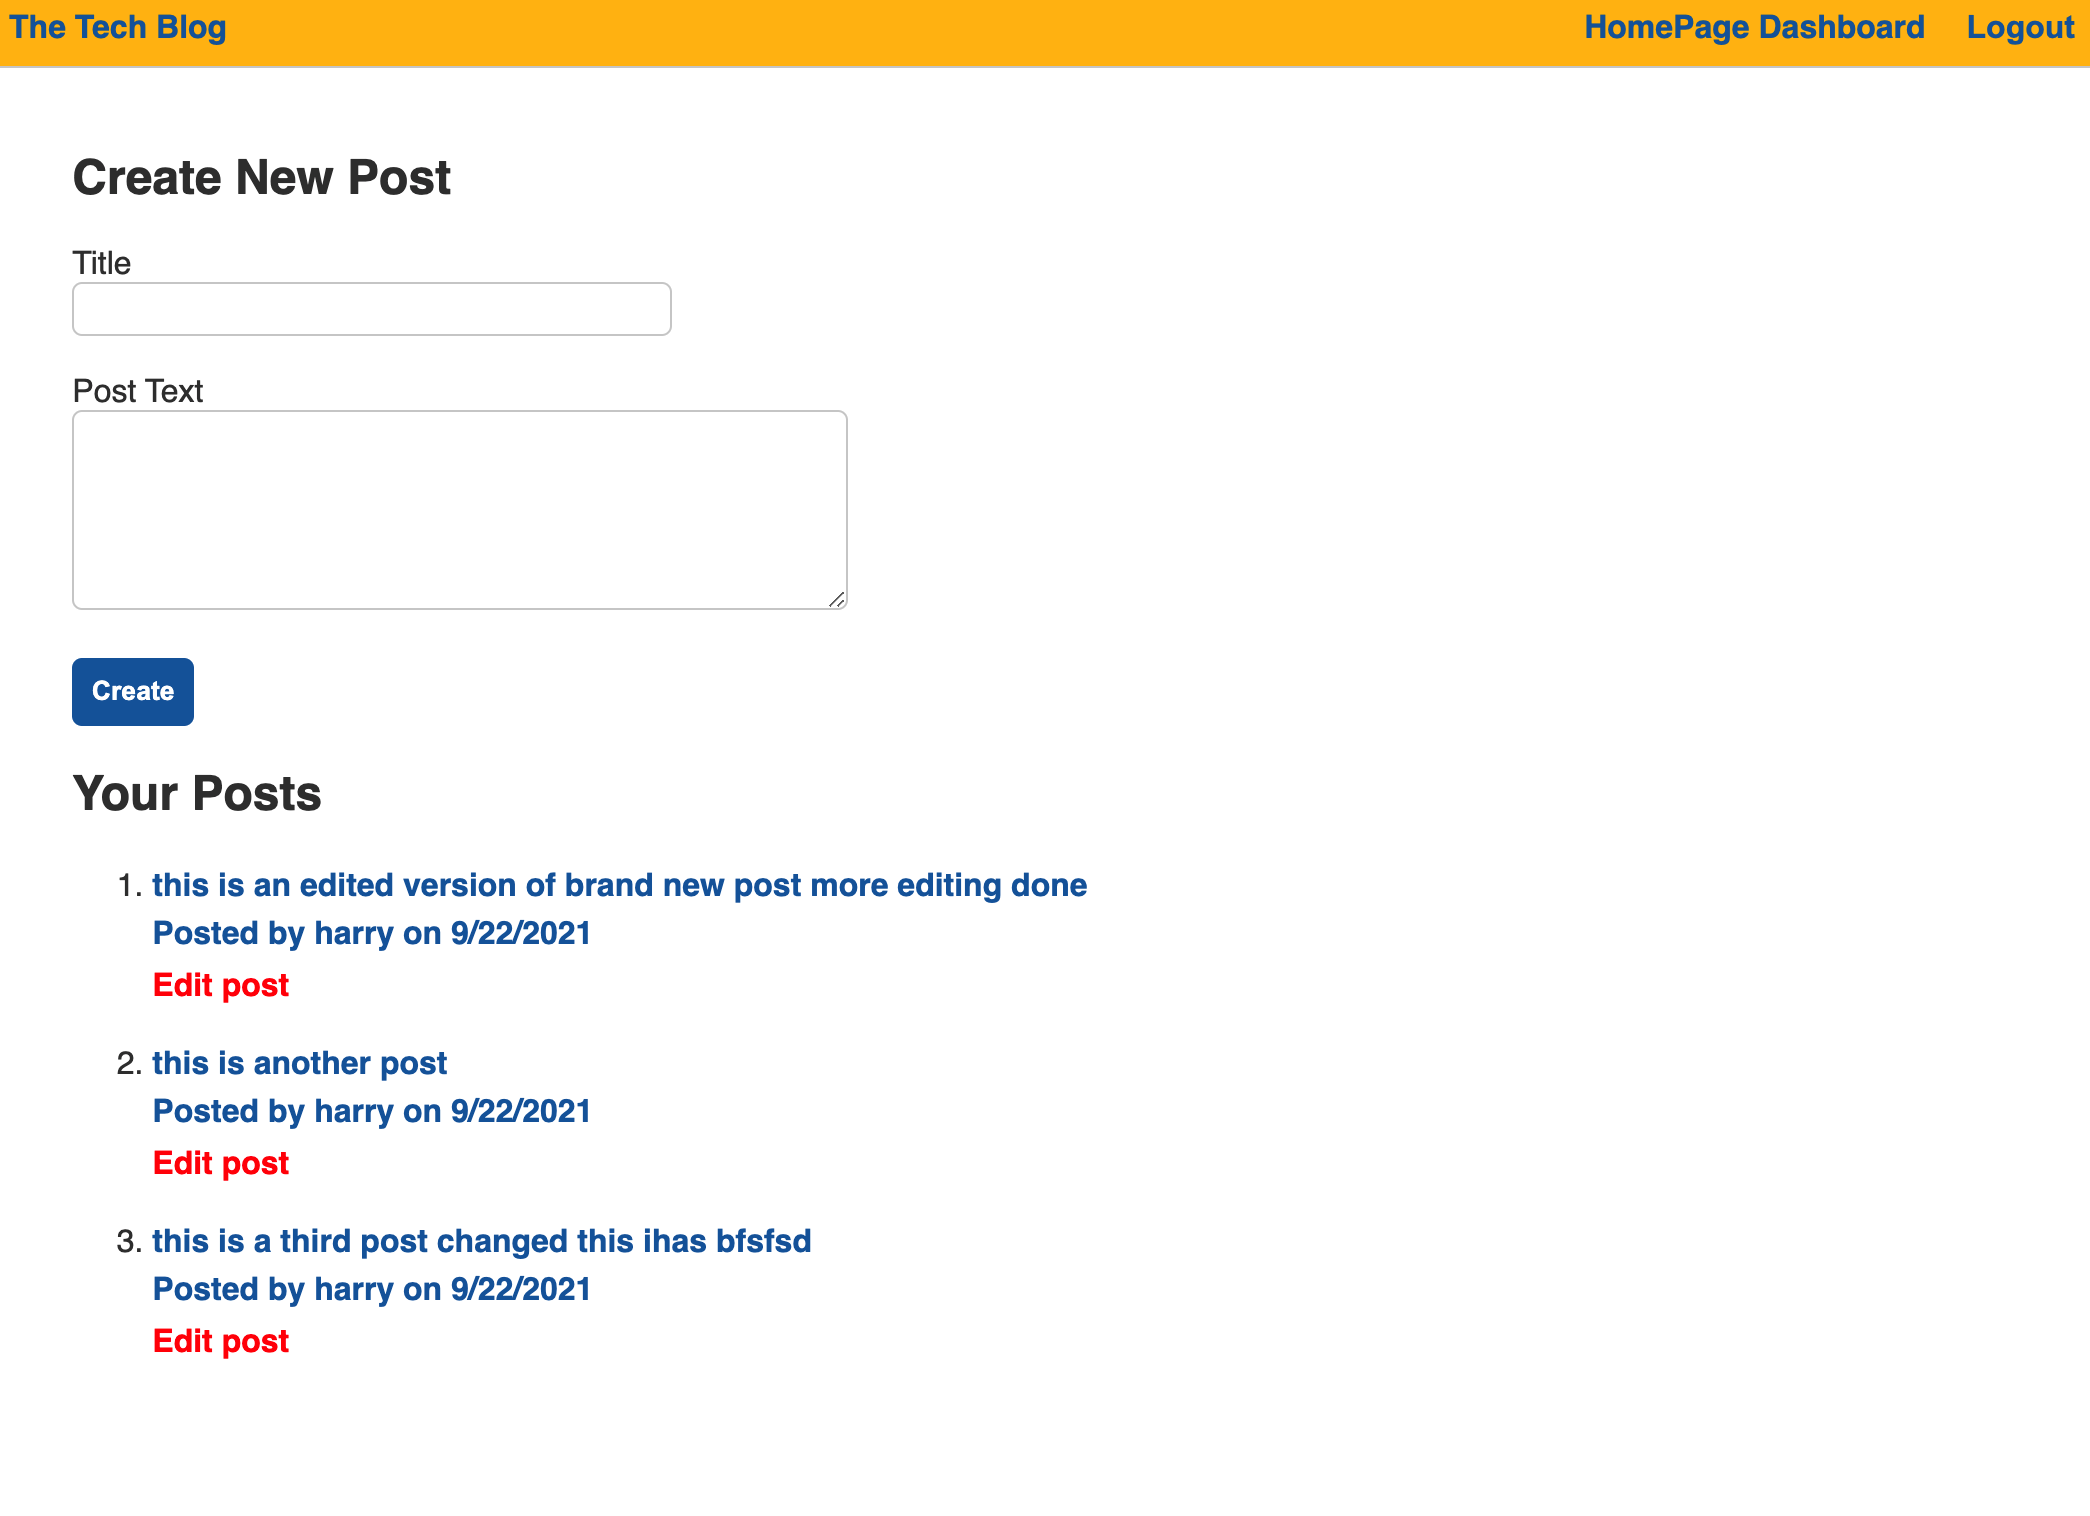 The Tech Blog HomePage Dashboard Logout
Create New Post
Title
Post Text
Create
Your Posts
1. this is an edited version of brand new post more editing done
Posted by harry on 9/22/2021
Edit post
2. this is another post
Posted by harry on 9/22/2021
Edit post
3. this is a third post changed this ihas bfsfsd
Posted by harry on 9/22/2021
Edit post